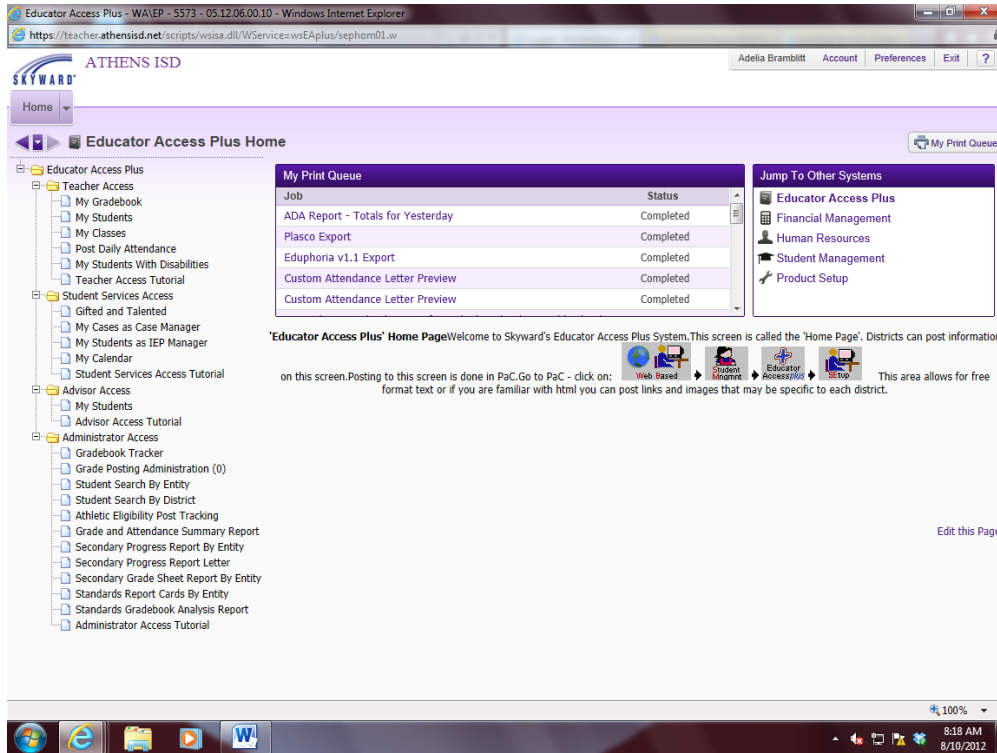 Educator Access Plus - WA\EP - 5573 - 05.12.06.00.10 - Windows Internet Explorer
https://teacher.athensisd.net/scripts/wsisa.dll/WService=wsEAplus/sephom01.w
SKYWARD
ATHENS ISD
Adelia Bramblitt Account Preferences Exit ?
Home
Educator Access Plus Home
My Print Queue
Educator Access Plus
Teacher Access
My Gradebook
My Students
My Classes
Post Daily Attendance
My Students With Disabilities
Teacher Access Tutorial
Student Services Access
Gifted and Talented
My Cases as Case Manager
My Students as IEP Manager
My Calendar
Student Services Access Tutorial
Advisor Access
My Students
Advisor Access Tutorial
Administrator Access
Gradebook Tracker
Grade Posting Administration (0)
Student Search By Entity
Student Search By District
Athletic Eligibility Post Tracking
Grade and Attendance Summary Report
Secondary Progress Report By Entity
Secondary Progress Report Letter
Secondary Grade Sheet Report By Entity
Standards Report Cards By Entity
Standards Gradebook Analysis Report
Administrator Access Tutorial
My Print Queue
Job Status
ADA Report - Totals for Yesterday Completed
Plasco Export Completed
Eduphoria v1.1 Export Completed
Custom Attendance Letter Preview Completed
Custom Attendance Letter Preview Completed
Jump To Other Systems
Educator Access Plus
Financial Management
Human Resources
Student Management
Product Setup
'Educator Access Plus' Home PageWelcome to Skyward's Educator Access Plus System.This screen is called the 'Home Page'. Districts can post information
on this screen.Posting to this screen is done in PaC.Go to PaC - click on: Web Based Student Mngmnt Educator Accessplus SEtup This area allows for free
format text or if you are familiar with html you can post links and images that may be specific to each district.
Edit this Page
100%
8:18 AM
8/10/2012